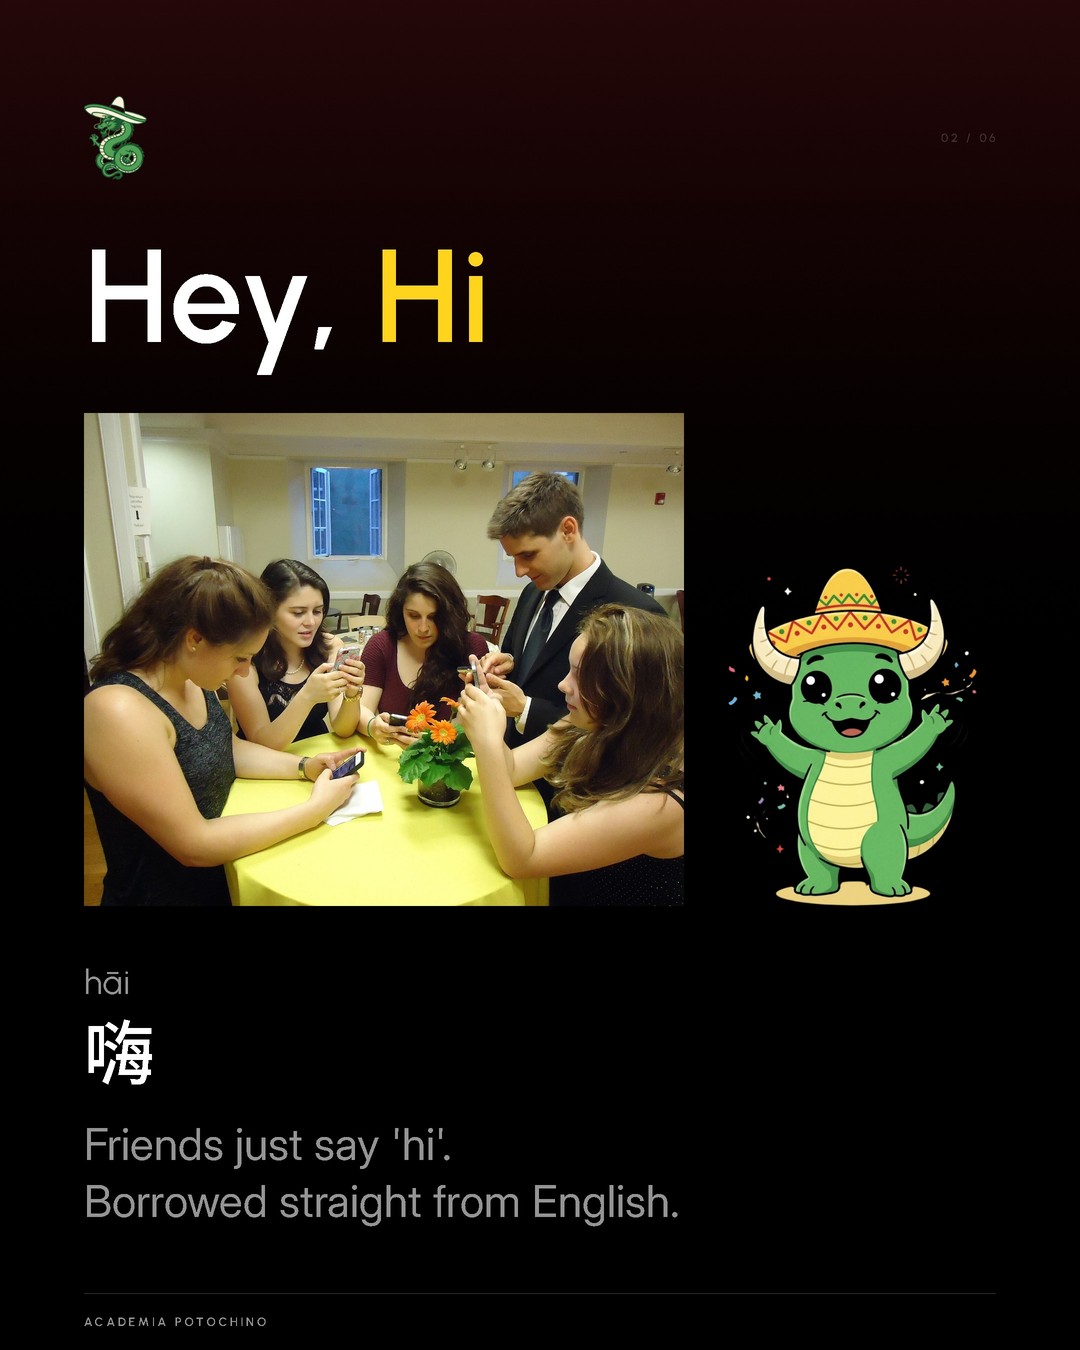 02 / 06
Hey, Hi
hāi
嗨
Friends just say 'hi'.
Borrowed straight from English.
ACADEMIA POTOCHINO